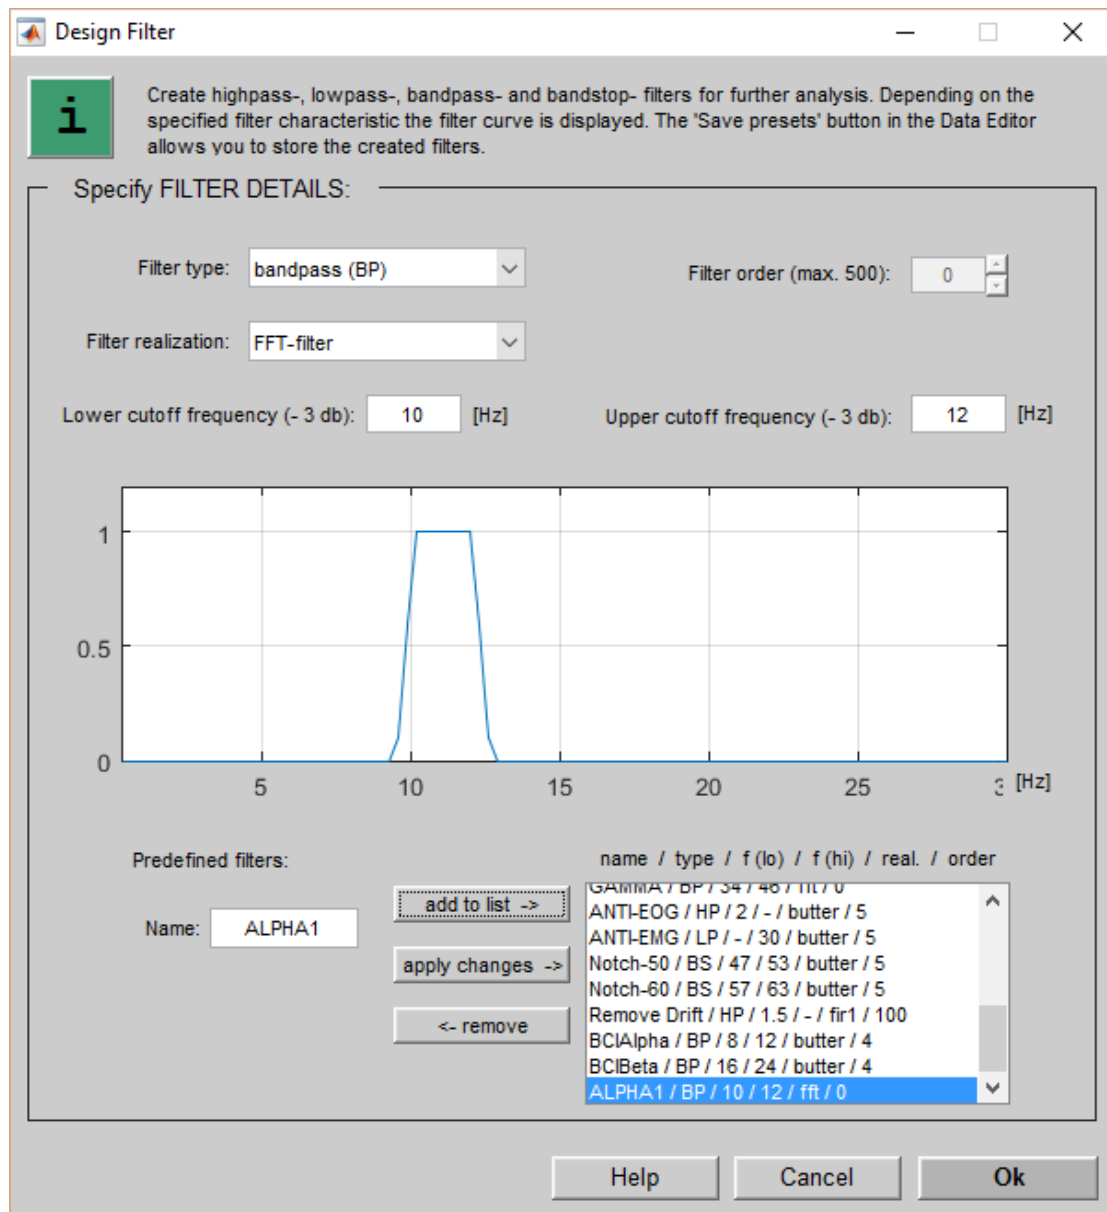 Design Filter
i
Create highpass-, lowpass-, bandpass- and bandstop- filters for further analysis. Depending on the
specified filter characteristic the filter curve is displayed. The 'Save presets' button in the Data Editor
allows you to store the created filters.
Specify FILTER DETAILS:
Filter type: bandpass (BP) Filter order (max. 500): 0
Filter realization: FFT-filter
Lower cutoff frequency (- 3 db): 10 [Hz] Upper cutoff frequency (- 3 db): 12 [Hz]
1
0.5
0
5 10 15 20 25 [Hz]
Predefined filters:
Name: ALPHA1
add to list ->
apply changes ->
<- remove
name / type / f (lo) / f (hi) / real. / order
GAMMA / BP / 34 / 46 / fft / 0
ANTI-EOG / HP / 2 / - / butter / 5
ANTI-EMG / LP / - / 30 / butter / 5
Notch-50 / BS / 47 / 53 / butter / 5
Notch-60 / BS / 57 / 63 / butter / 5
Remove Drift / HP / 1.5 / - / fir1 / 100
BCIAlpha / BP / 8 / 12 / butter / 4
BCIBeta / BP / 16 / 24 / butter / 4
ALPHA1 / BP / 10 / 12 / fft / 0
Help Cancel Ok